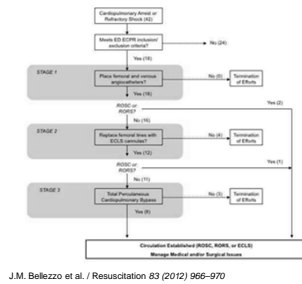 Cardiopulmonary Arrest or
Refractory Shock (42)
Meets ED ECPR inclusion/
exclusion criteria?
No (24)
Yes (18)
STAGE 1
Place femoral and venous
angiocatheters?
No (0)
Termination
of Efforts
Yes (18)
ROSC or
RORS?
Yes (2)
No (16)
STAGE 2
Replace femoral lines with
ECLS cannulae?
No (4)
Termination
of Efforts
Yes (12)
ROSC or
RORS?
Yes (1)
No (11)
STAGE 3
Total Percutaneous
Cardiopulmonary Bypass
No (3)
Termination
of Efforts
Yes (8)
Circulation Established (ROSC, RORS, or ECLS)
Manage Medical and/or Surgical Issues
J.M. Bellezzo et al. / Resuscitation 83 (2012) 966–970